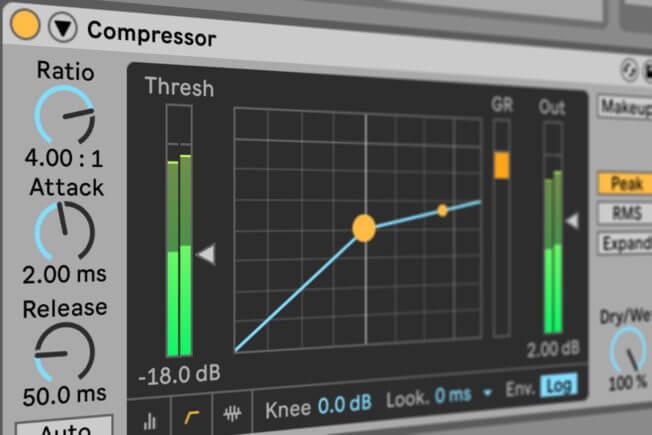 Compressor
Ratio
4.00 : 1
Attack
2.00 ms
Release
50.0 ms
Auto
Thresh
-18.0 dB
GR
Out
2.00 dB
Knee 0.0 dB
Look. 0 ms
Env. Log
Makeup
Peak
RMS
Expand
Dry/We
100 %